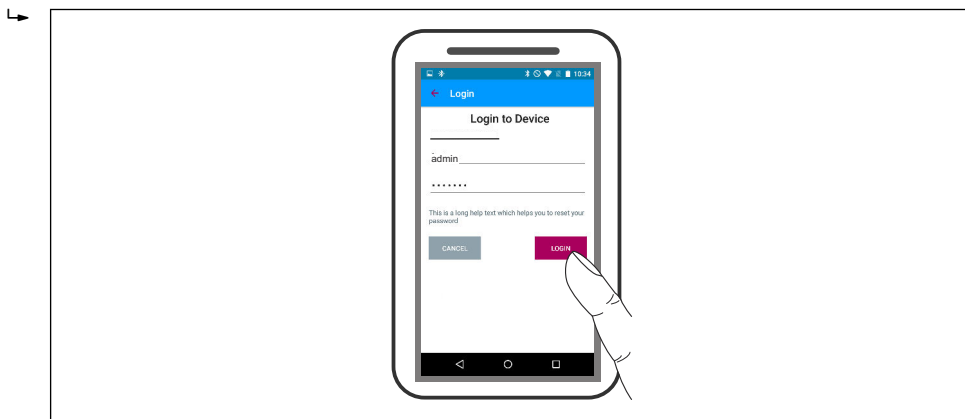 10:34
Login
Login to Device
admin
•••••••
This is a long help text which helps you to reset your
password
CANCEL
LOGIN